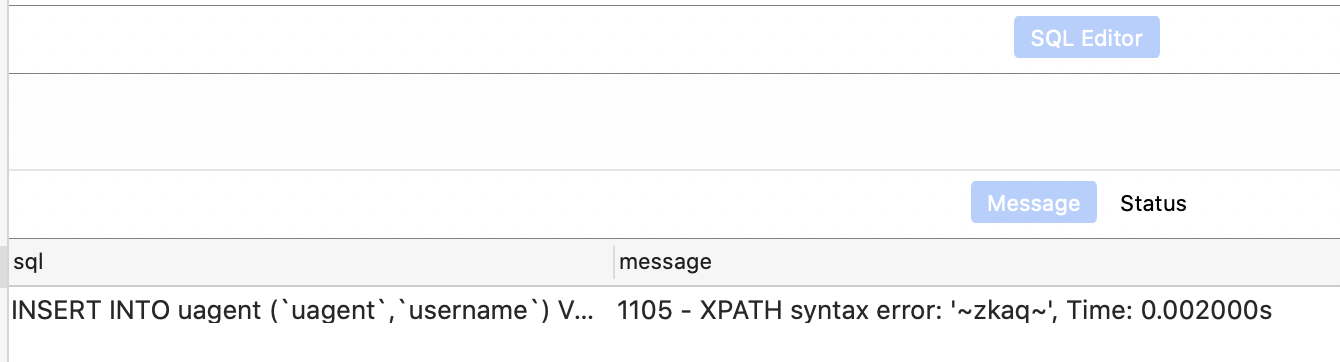 SQL Editor
Message Status
sql message
INSERT INTO uagent (`uagent`,`username`) V... 1105 - XPATH syntax error: '~zkaq~', Time: 0.002000s